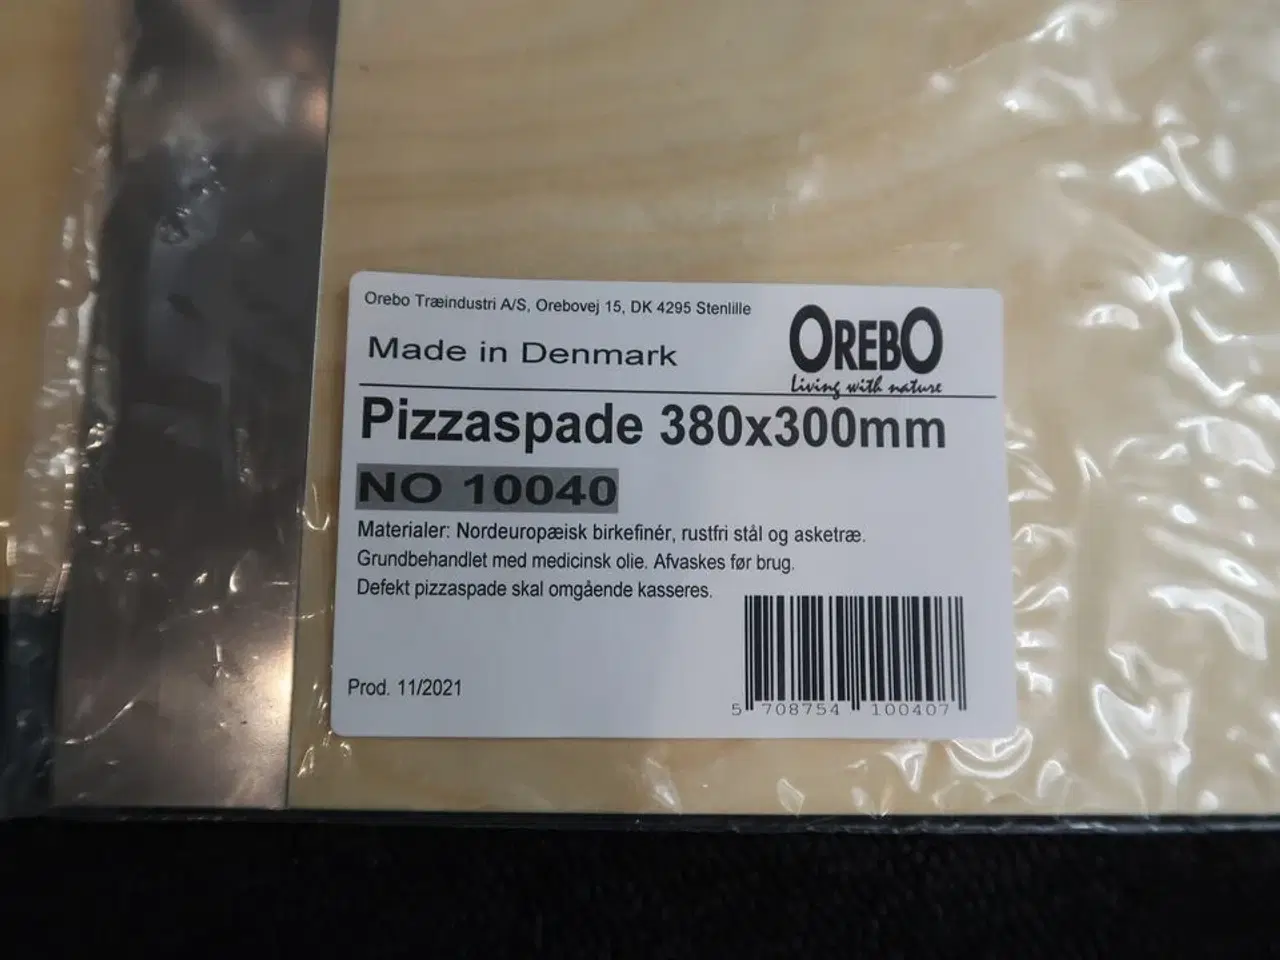 Orebo Træindustri A/S, Orebovej 15, DK 4295 Stenlille
Made in Denmark
OREBO
Living with nature
Pizzaspade 380x300mm
NO 10040
Materialer: Nordeuropæisk birkefinér, rustfri stål og asketræ.
Grundbehandlet med medicinsk olie. Afvaskes før brug.
Defekt pizzaspade skal omgående kasseres.
Prod. 11/2021
5 708754 100407